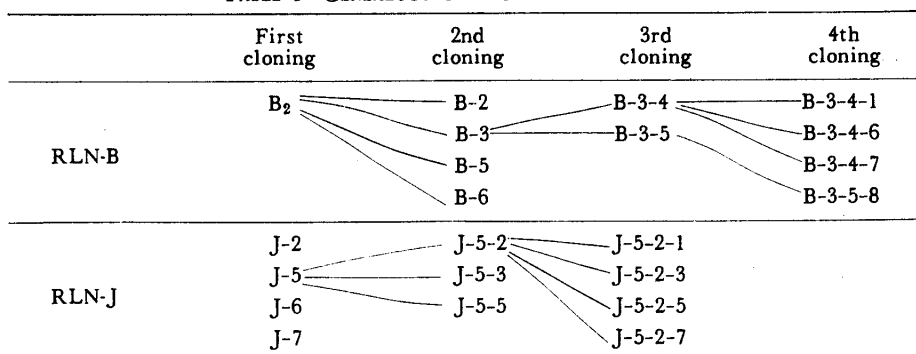 First 2nd 3rd 4th
cloning cloning cloning cloning
B₂ B-2 B-3-4 B-3-4-1
B-3 B-3-5 B-3-4-6
RLN-B
B-5 B-3-4-7
B-6 B-3-5-8
J-2 J-5-2 J-5-2-1
J-5 J-5-3 J-5-2-3
RLN-J
J-6 J-5-5 J-5-2-5
J-7 J-5-2-7